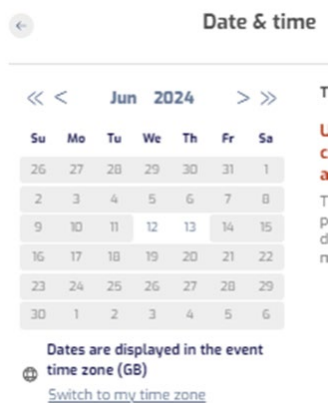 Date & time
<< < Jun 2024 > >>
Su Mo Tu We Th Fr Sa
26 27 28 29 30 31 1
2 3 4 5 6 7 8
9 10 11 12 13 14 15
16 17 18 19 20 21 22
23 24 25 26 27 28 29
30 1 2 3 4 5 6
Dates are displayed in the event
time zone (GB)
Switch to my time zone